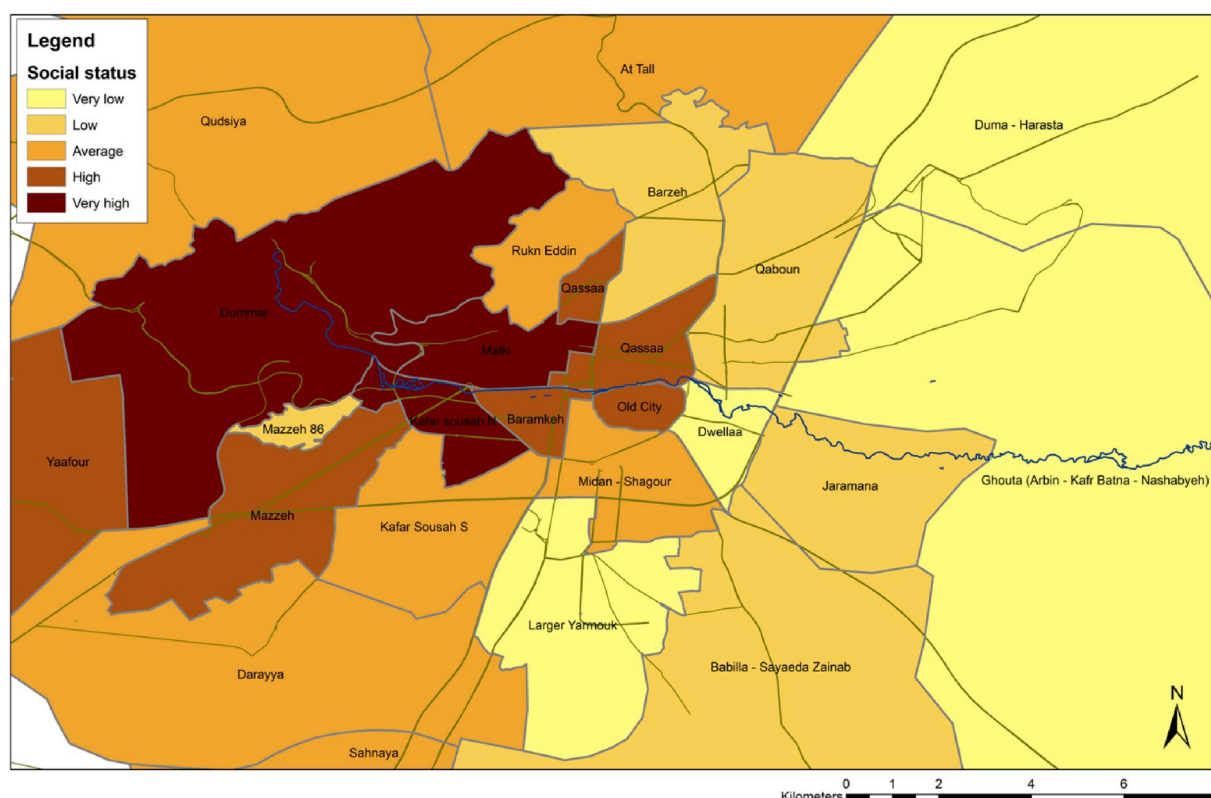 Legend
Social status
Very low
Low
Average
High
Very high
At Tall
Qudsiya
Duma - Harasta
Barzeh
Rukn Eddin
Qaboun
Qassaa
Dummar
Malki
Qassaa
Old City
Kafar sousah N
Baramkeh
Mazzeh 86
Dwellaa
Yaafour
Midan - Shagour
Jaramana
Ghouta (Arbin - Kafr Batna - Nashabyeh)
Mazzeh
Kafar Sousah S
Larger Yarmouk
Babilla - Sayaeda Zainab
Darayya
Sahnaya
N
0 1 2 4 6
Kilometers